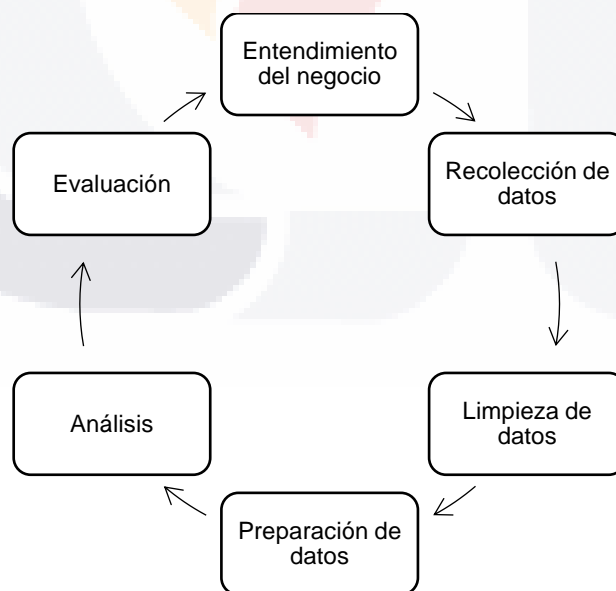 Entendimiento
del negocio
Recolección de
datos
Limpieza de
datos
Preparación de
datos
Análisis
Evaluación